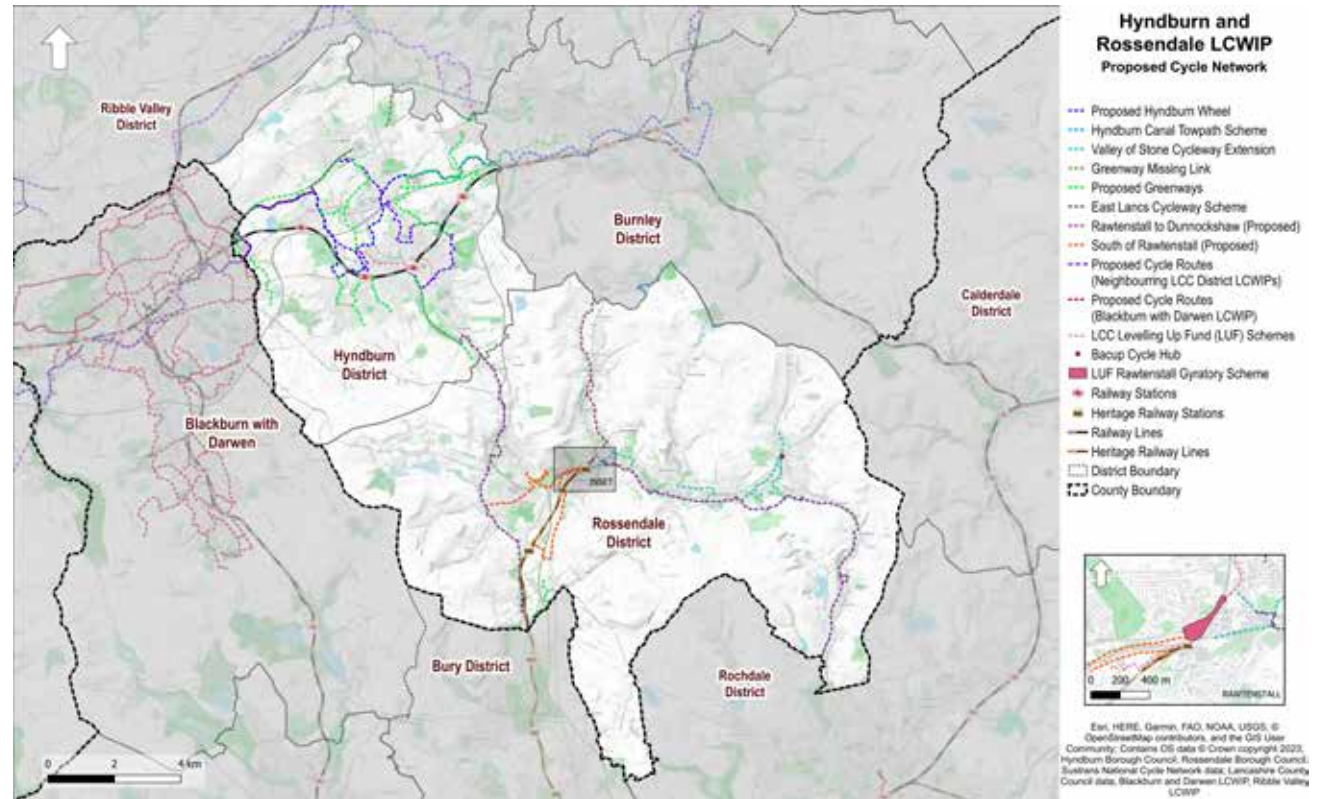 Hyndburn and
Rossendale LCWIP
Proposed Cycle Network
Proposed Hyndburn Wheel
Hyndburn Canal Towpath Scheme
Valley of Stone Cycleway Extension
Greenway Missing Link
Proposed Greenways
East Lancs Cycleway Scheme
Rawtenstall to Dunnockshaw (Proposed)
South of Rawtenstall (Proposed)
Proposed Cycle Routes
(Neighbouring LCC District LCWIPs)
Proposed Cycle Routes
(Blackburn with Darwen LCWIP)
LCC Levelling Up Fund (LUF) Schemes
Bacup Cycle Hub
LUF Rawtenstall Gyratory Scheme
Railway Stations
Heritage Railway Stations
Railway Lines
Heritage Railway Lines
District Boundary
County Boundary
Ribble Valley
District
Burnley
District
Calderdale
District
Hyndburn
District
Blackburn with
Darwen
INSET
Rossendale
District
Bury District
Rochdale
District
0 2 4 km
0 200 400 m
RAWTENSTALL
Esri, HERE, Garmin, FAO, NOAA, USGS, ©
OpenStreetMap contributors, and the GIS User
Community; Contains OS data © Crown copyright 2023,
Hyndburn Borough Council, Rossendale Borough Council,
Sustrans National Cycle Network data, Lancashire County
Council data, Blackburn and Darwen LCWIP, Ribble Valley
LCWIP